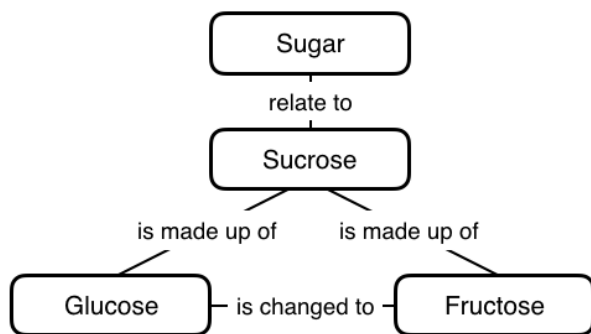 Sugar
relate to
Sucrose
is made up of is made up of
Glucose is changed to Fructose